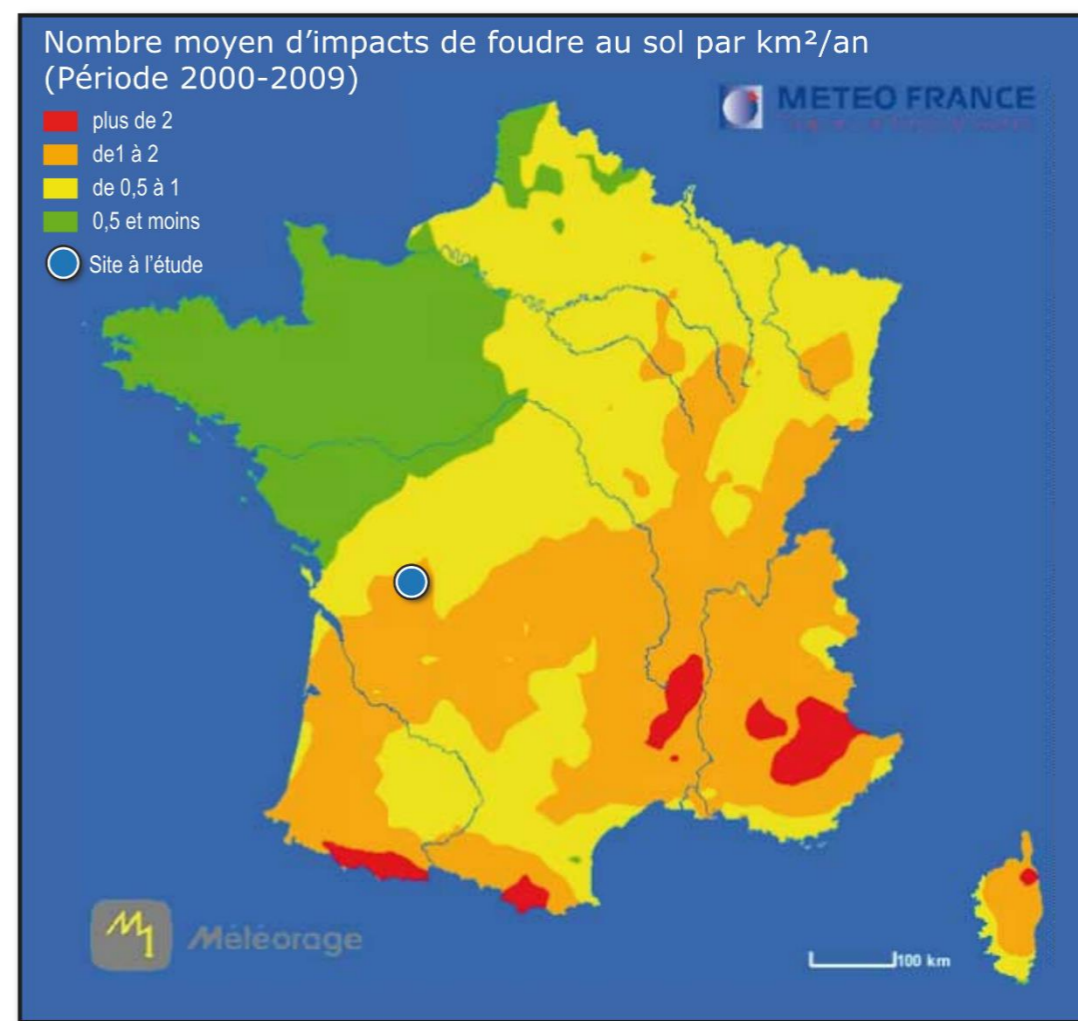 Nombre moyen d’impacts de foudre au sol par km²/an
(Période 2000-2009)
plus de 2
de1 à 2
de 0,5 à 1
0,5 et moins
Site à l’étude
METEO FRANCE
Météorage
100 km